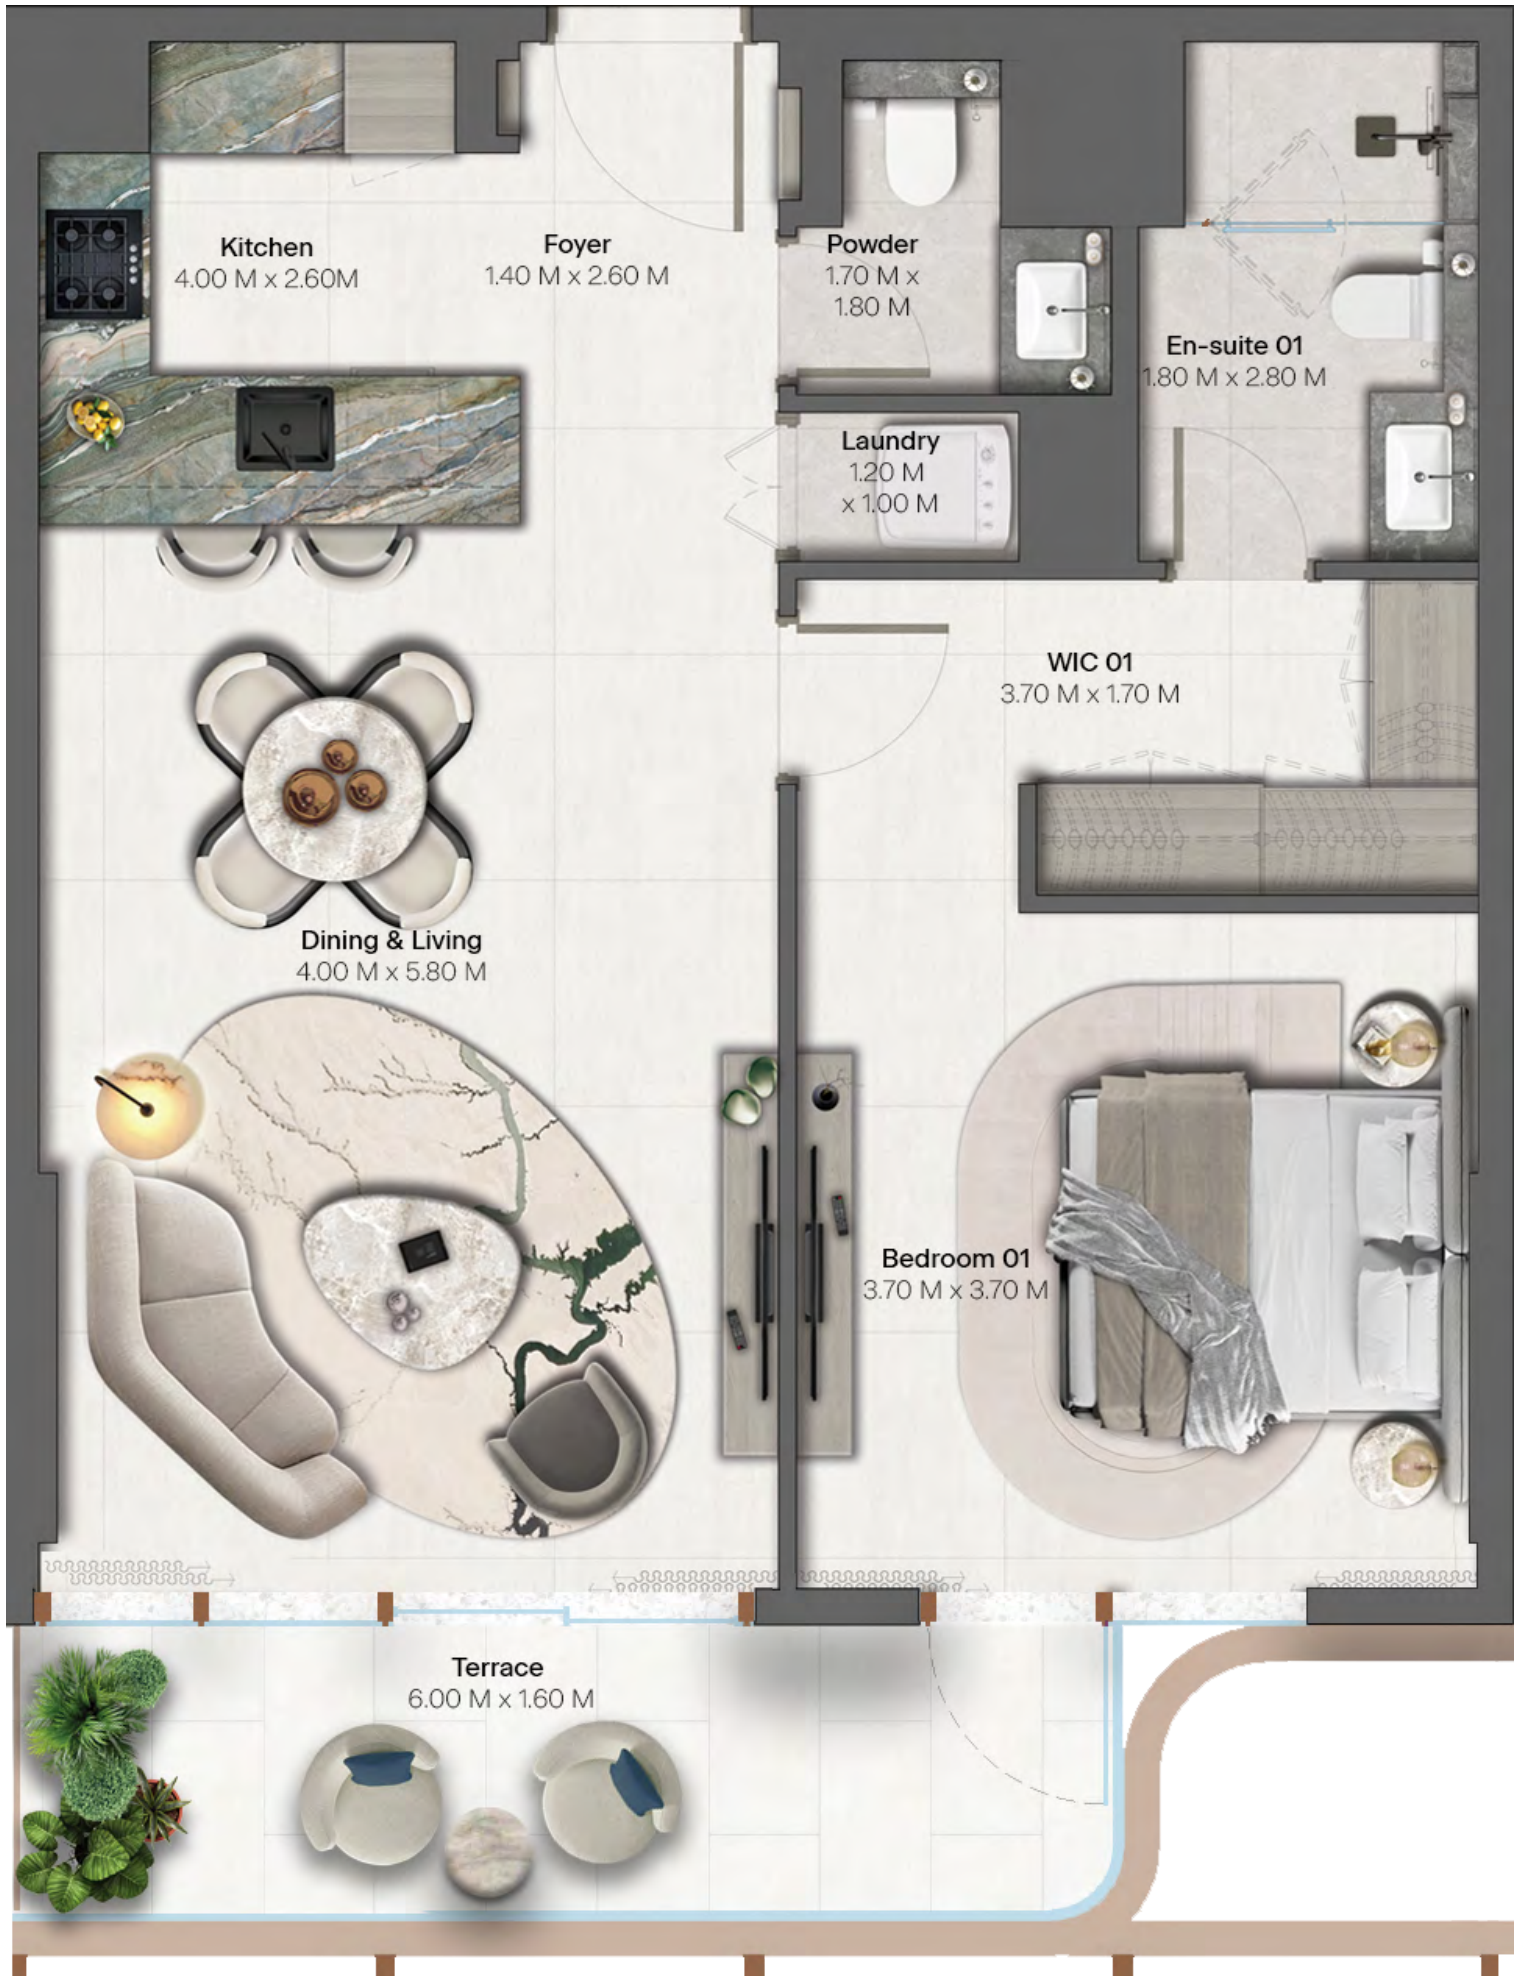 Kitchen
4.00 M x 2.60M
Foyer
1.40 M x 2.60 M
Powder
1.70 M x
1.80 M
En-suite 01
1.80 M x 2.80 M
Laundry
1.20 M
x 1.00 M
WIC 01
3.70 M x 1.70 M
Dining & Living
4.00 M x 5.80 M
Bedroom 01
3.70 M x 3.70 M
Terrace
6.00 M x 1.60 M